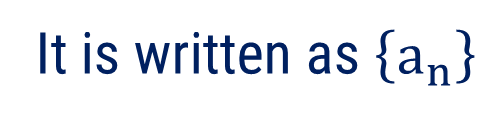 It is written as {aₙ}